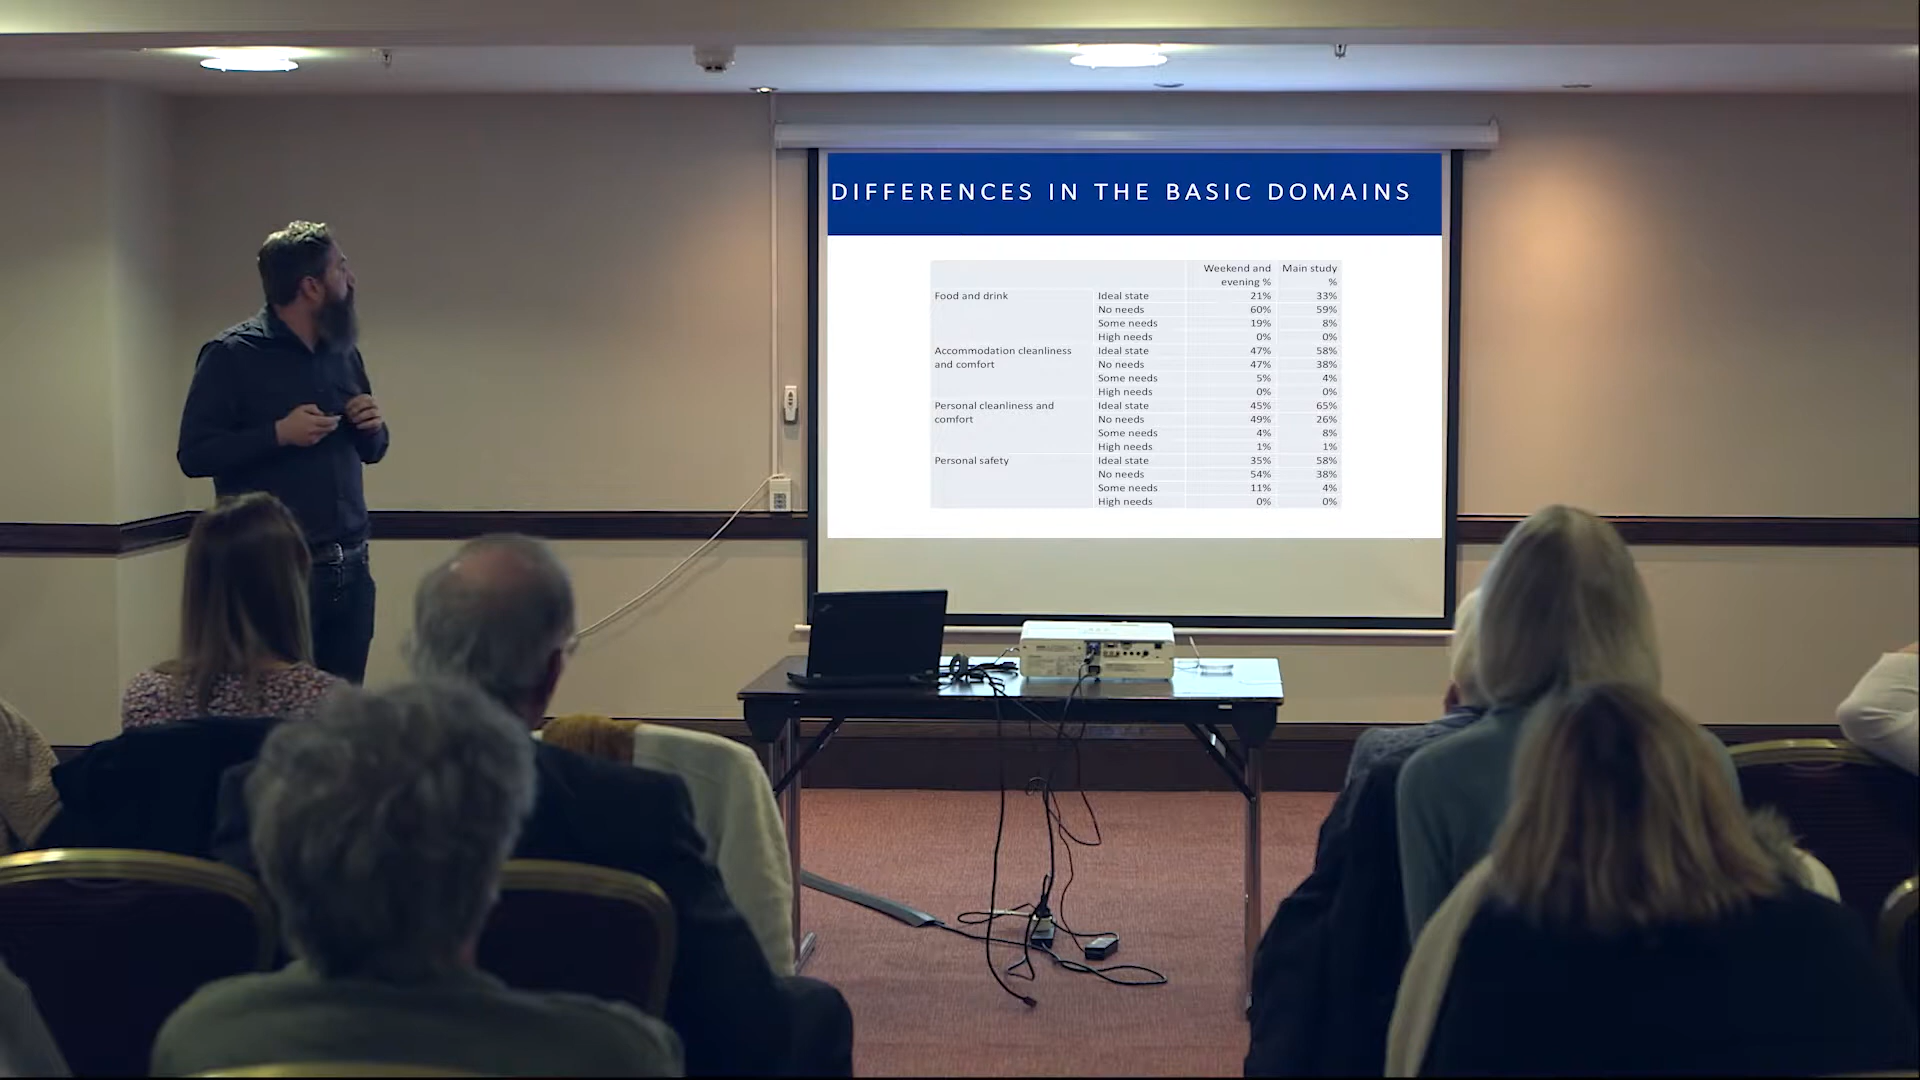 DIFFERENCES IN THE BASIC DOMAINS
Weekend and evening % Main study %
Food and drink Ideal state 21% 33%
No needs 60% 59%
Some needs 19% 8%
High needs 0% 0%
Accommodation cleanliness and comfort Ideal state 47% 58%
No needs 47% 38%
Some needs 5% 4%
High needs 0% 0%
Personal cleanliness and comfort Ideal state 45% 65%
No needs 49% 26%
Some needs 4% 8%
High needs 1% 1%
Personal safety Ideal state 35% 58%
No needs 54% 38%
Some needs 11% 4%
High needs 0% 0%